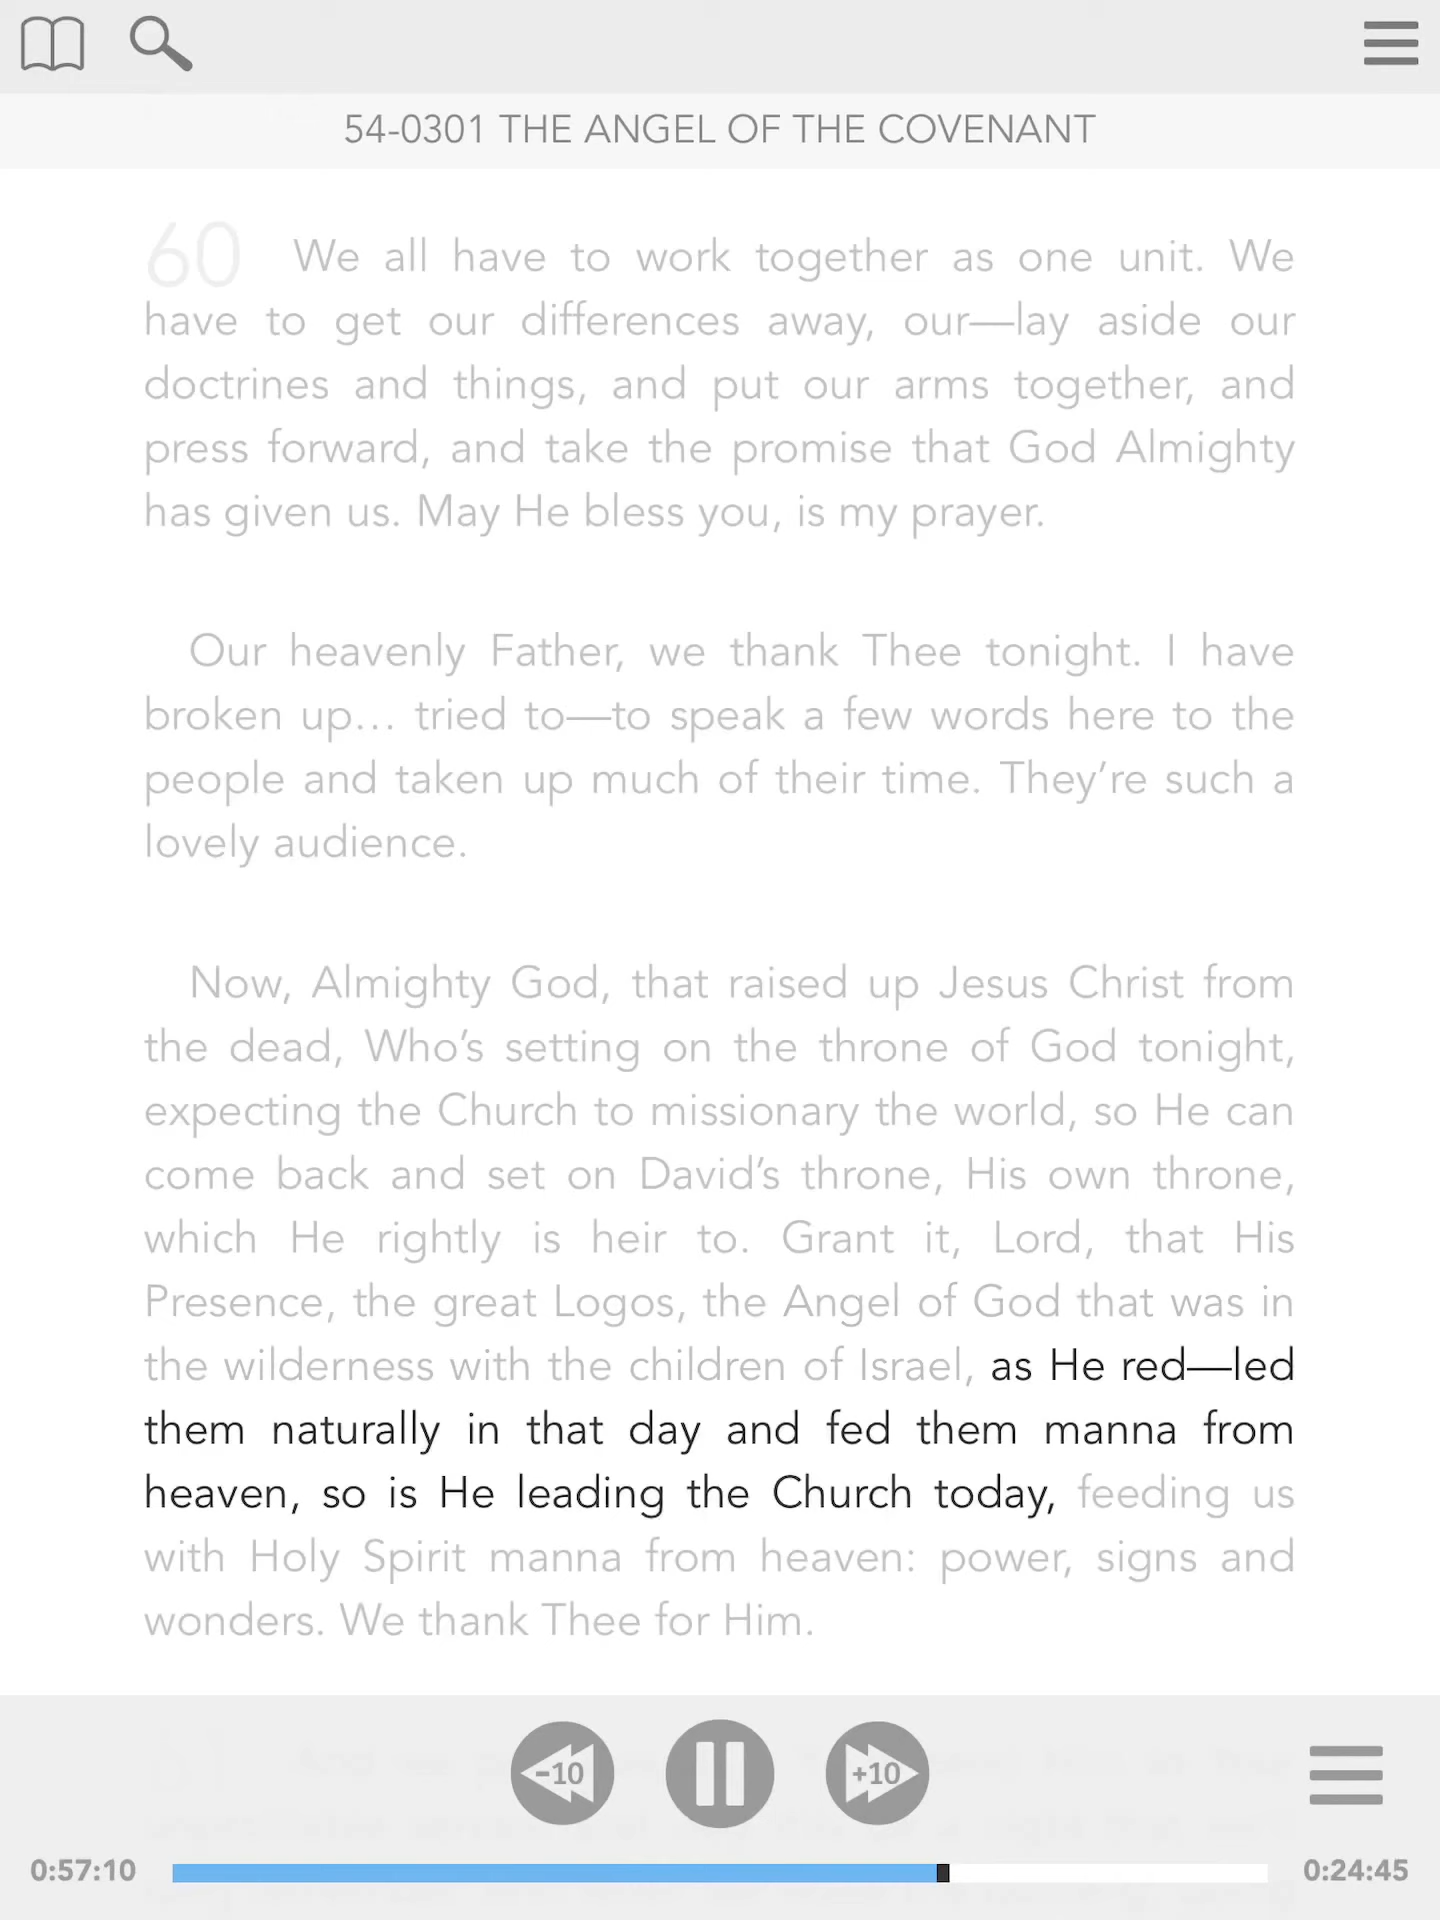 54-0301 THE ANGEL OF THE COVENANT
60 We all have to work together as one unit. We
have to get our differences away, our—lay aside our
doctrines and things, and put our arms together, and
press forward, and take the promise that God Almighty
has given us. May He bless you, is my prayer.
Our heavenly Father, we thank Thee tonight. I have
broken up... tried to—to speak a few words here to the
people and taken up much of their time. They're such a
lovely audience.
Now, Almighty God, that raised up Jesus Christ from
the dead, Who's setting on the throne of God tonight,
expecting the Church to missionary the world, so He can
come back and set on David's throne, His own throne,
which He rightly is heir to. Grant it, Lord, that His
Presence, the great Logos, the Angel of God that was in
the wilderness with the children of Israel, as He red—led
them naturally in that day and fed them manna from
heaven, so is He leading the Church today, feeding us
with Holy Spirit manna from heaven: power, signs and
wonders. We thank Thee for Him.
-10 +10
0:57:10 0:24:45